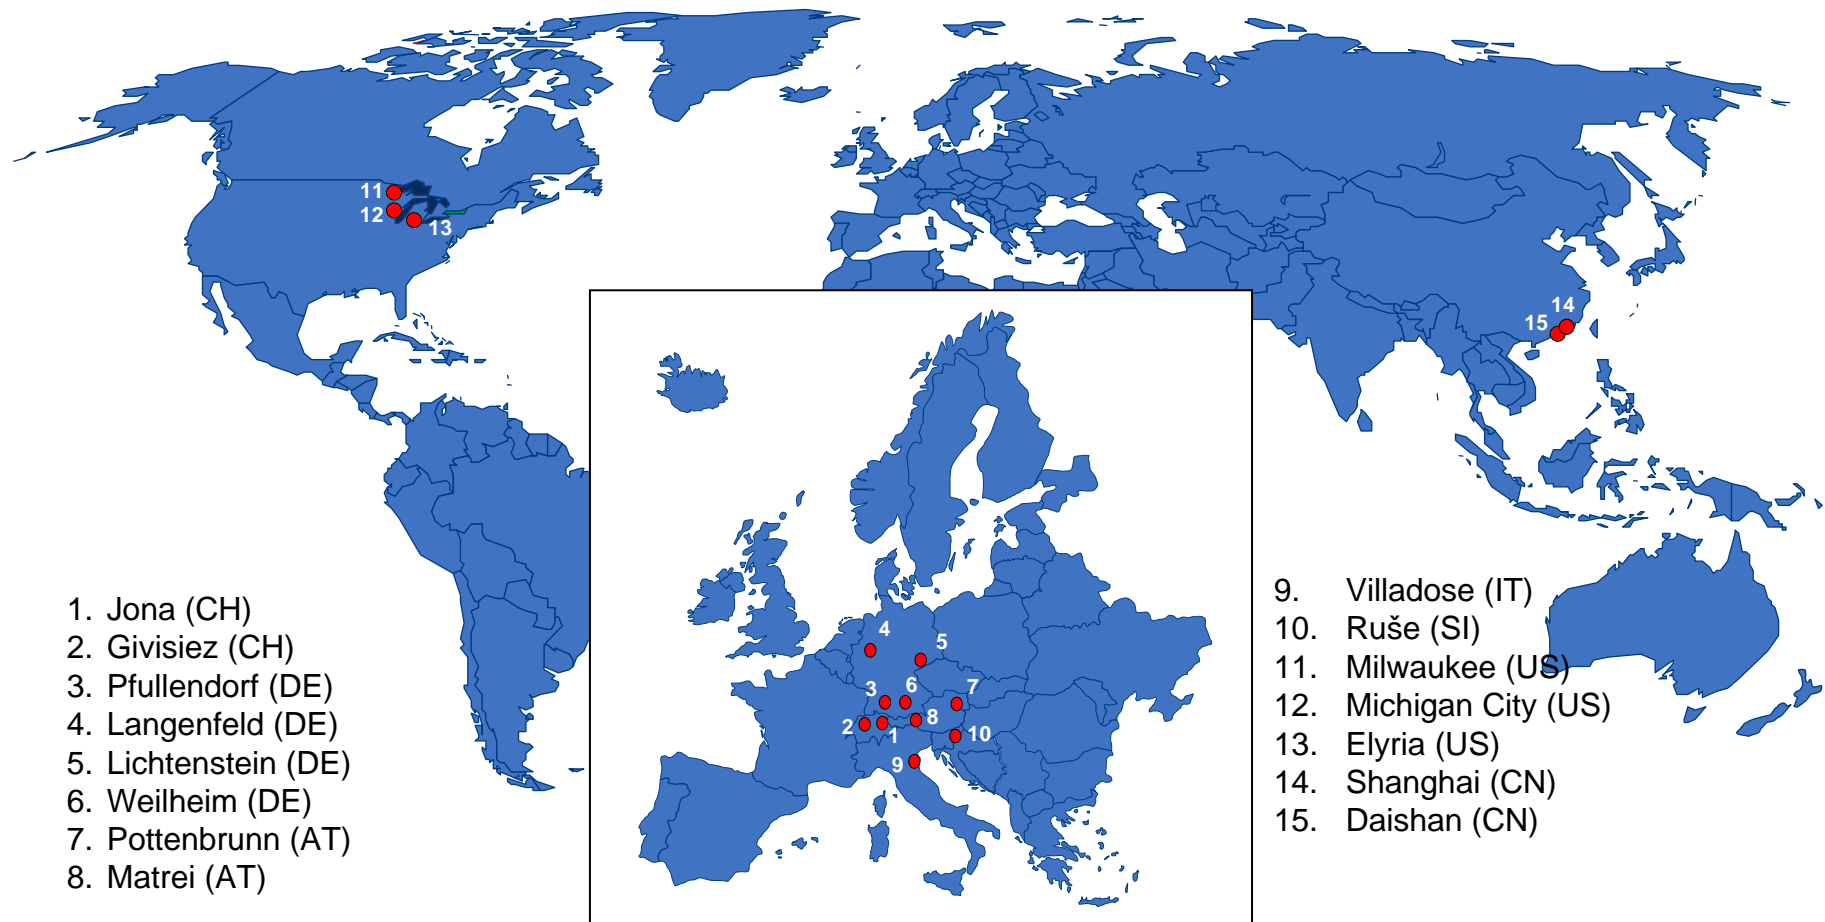 11
12
13
14
15
4
5
3
6
7
2
1
8
10
9
1. Jona (CH)
2. Givisiez (CH)
3. Pfullendorf (DE)
4. Langenfeld (DE)
5. Lichtenstein (DE)
6. Weilheim (DE)
7. Pottenbrunn (AT)
8. Matrei (AT)
9. Villadose (IT)
10. Ruše (SI)
11. Milwaukee (US)
12. Michigan City (US)
13. Elyria (US)
14. Shanghai (CN)
15. Daishan (CN)